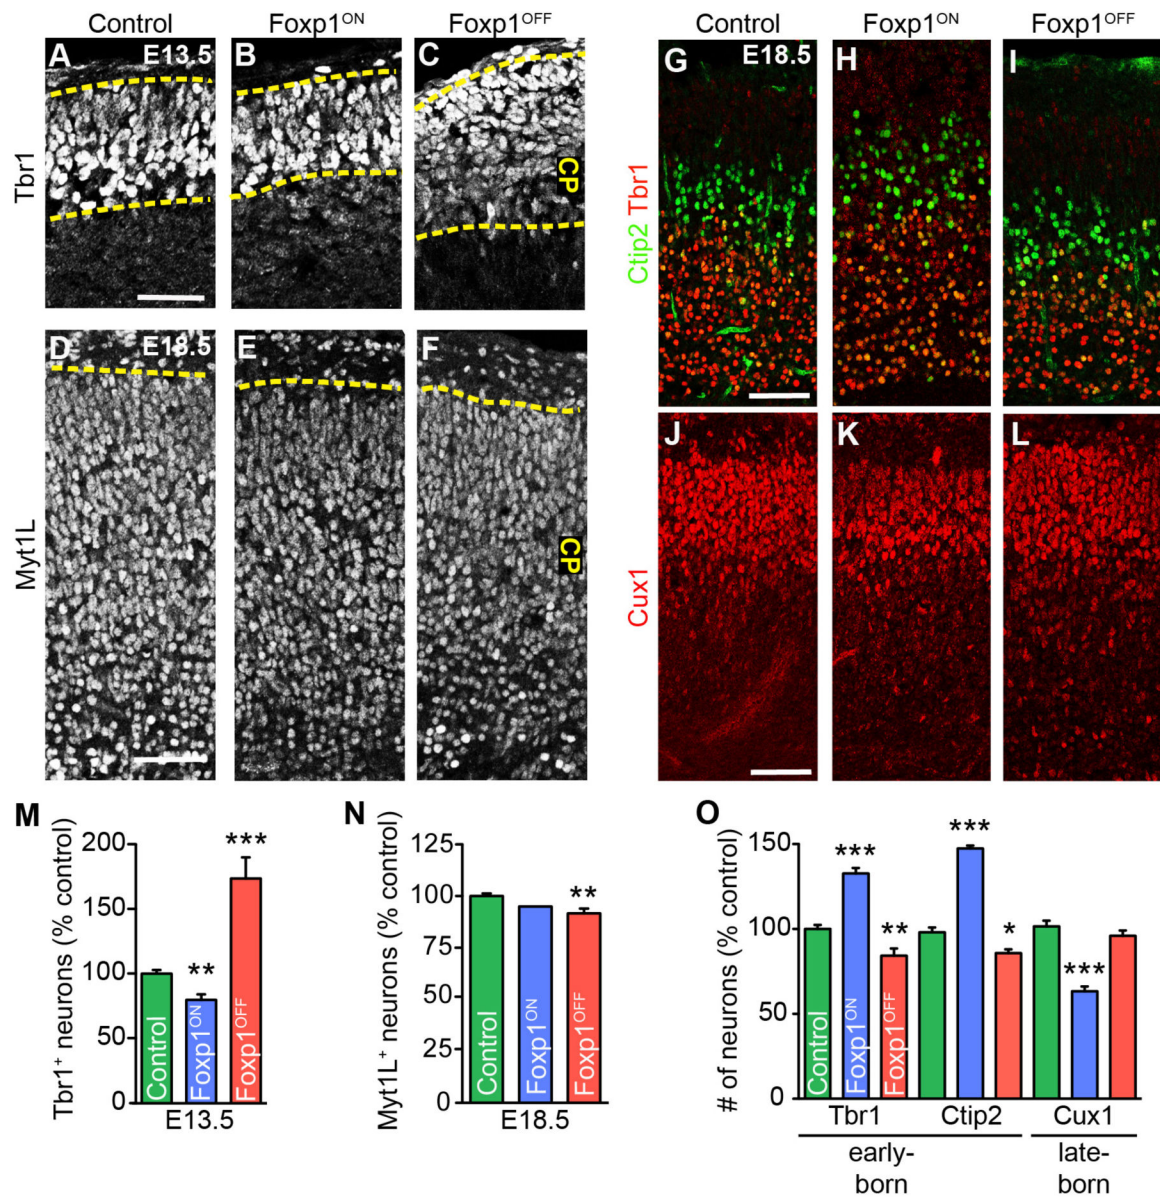 Control Foxp1ON Foxp1OFF
A E13.5 B C
Tbr1
CP
D E18.5 E F
Myt1L
CP
Control Foxp1ON Foxp1OFF
G E18.5 H I
Ctip2 Tbr1
J K L
Cux1
M
Tbr1+ neurons (% control)
200
150
100
50
0
**
***
Control
Foxp1ON
Foxp1OFF
E13.5
N
Myt1L+ neurons (% control)
125
100
75
50
25
0
**
Control
Foxp1ON
Foxp1OFF
E18.5
O
# of neurons (% control)
150
100
50
0
***
**
***
*
***
Control
Foxp1ON
Foxp1OFF
Tbr1 Ctip2 Cux1
early-
born
late-
born